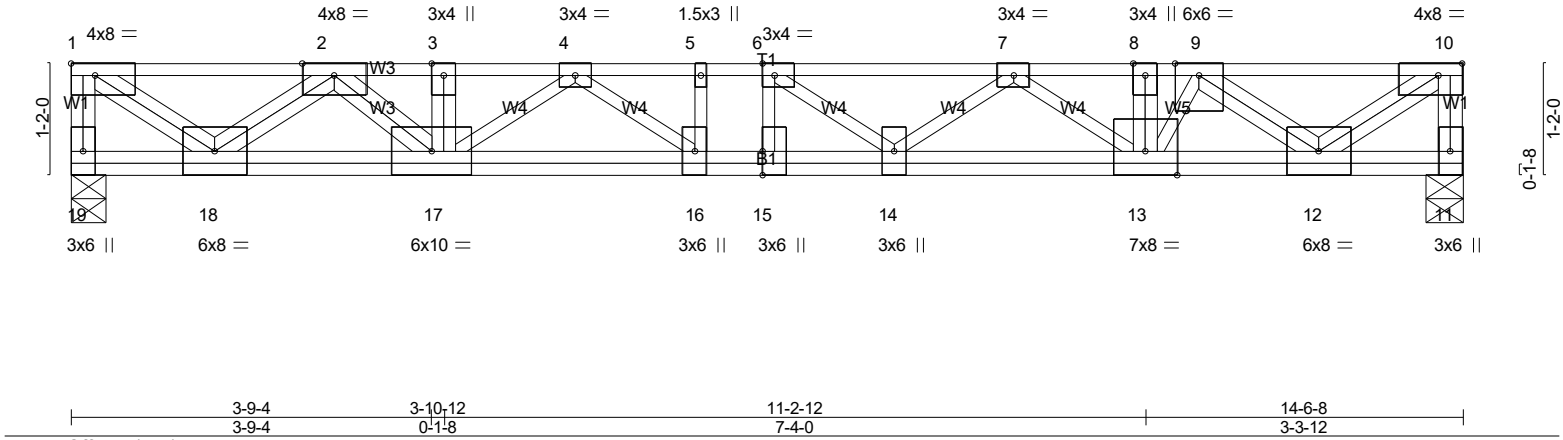 4x8 = 3x4 || 3x4 = 1.5x3 || 3x4 = 3x4 || 6x6 = 4x8 =
4x8 = 3x4 =
1 2 3 4 5 6 7 8 9 10
T1
W3
W1 W3 W4 W4 W4 W4 W4 W5 W1
1-2-0 1-2-0
B1
0-1-8
19 18 17 16 15 14 13 12 11
3x6 || 6x8 = 6x10 = 3x6 || 3x6 || 3x6 || 7x8 = 6x8 = 3x6 ||
3-9-4 3-10-12 11-2-12 14-6-8
3-9-4 0-1-8 7-4-0 3-3-12